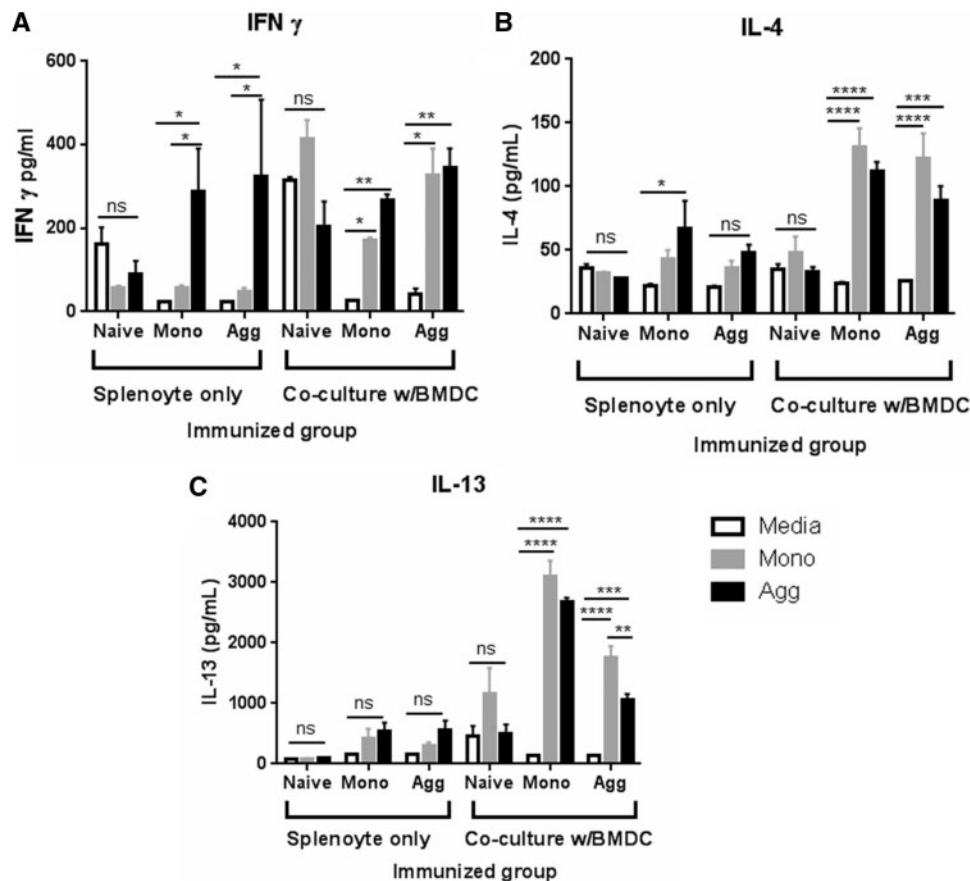 A
IFN γ
IFN γ pg/ml
600
400
200
0
ns
*
*
*
*
ns
*
**
*
**
Naive Mono Agg Naive Mono Agg
Splenoyte only Co-culture w/BMDC
Immunized group
B
IL-4
IL-4 (pg/mL)
200
150
100
50
0
ns
*
ns
ns
****
****
***
****
Naive Mono Agg Naive Mono Agg
Splenoyte only Co-culture w/BMDC
Immunized group
C
IL-13
IL-13 (pg/mL)
4000
3000
2000
1000
0
ns
ns
ns
ns
****
****
***
****
**
Naive Mono Agg Naive Mono Agg
Splenoyte only Co-culture w/BMDC
Immunized group
Media
Mono
Agg